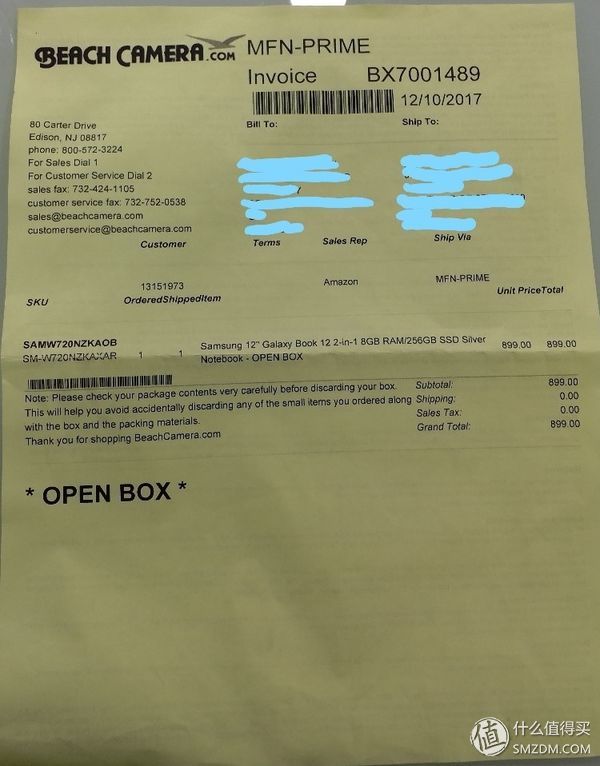 BEACH CAMERA.COM
MFN-PRIME
Invoice BX7001489
12/10/2017
80 Carter Drive
Edison, NJ 08817
phone: 800-572-3224
For Sales Dial 1
For Customer Service Dial 2
sales fax: 732-424-1105
customer service fax: 732-752-0538
sales@beachcamera.com
customerservice@beachcamera.com
Bill To: Ship To:
Customer Terms Sales Rep Ship Via
13151973 Amazon MFN-PRIME
SKU OrderedShippedItem Unit PriceTotal
SAMW720NZKAOB Samsung 12" Galaxy Book 12 2-in-1 8GB RAM/256GB SSD Silver 899.00 899.00
SM-W720NZKAXAR 1 1 Notebook - OPEN BOX
Note: Please check your package contents very carefully before discarding your box.
This will help you avoid accidentally discarding any of the small items you ordered along
with the box and the packing materials.
Thank you for shopping BeachCamera.com
Subtotal: 899.00
Shipping: 0.00
Sales Tax: 0.00
Grand Total: 899.00
* OPEN BOX *
值 什么值得买
SMZDM.COM